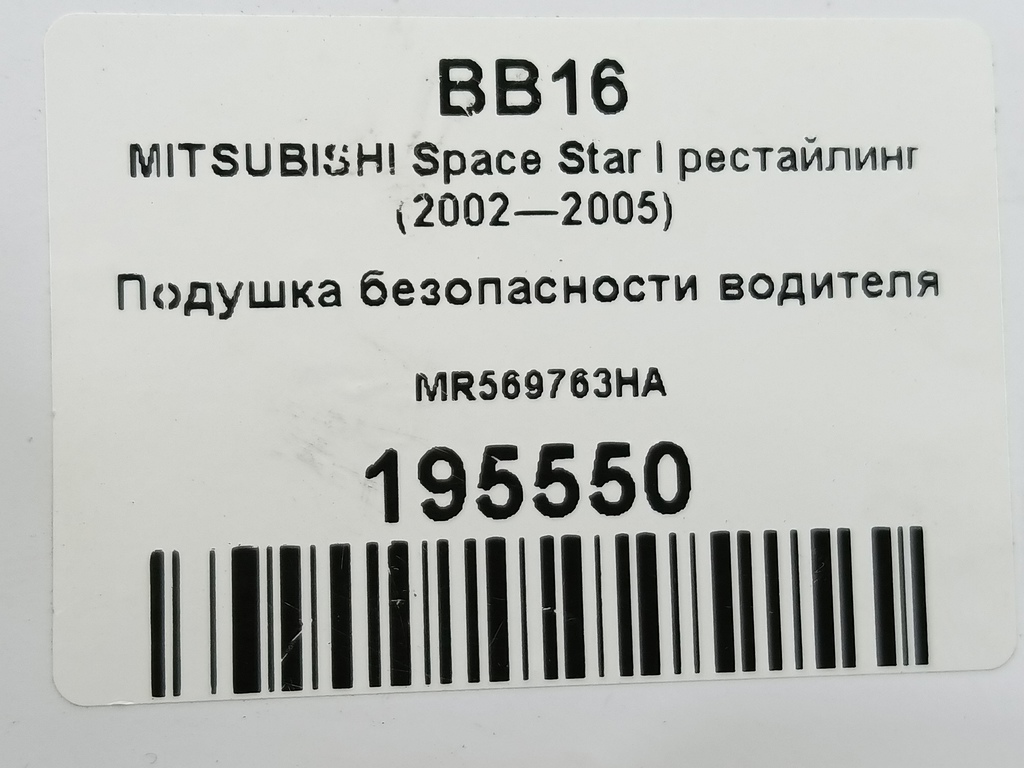 BB16
MITSUBISHI Space Star I рестайлинг
(2002—2005)
Подушка безопасности водителя
MR569763HA
195550